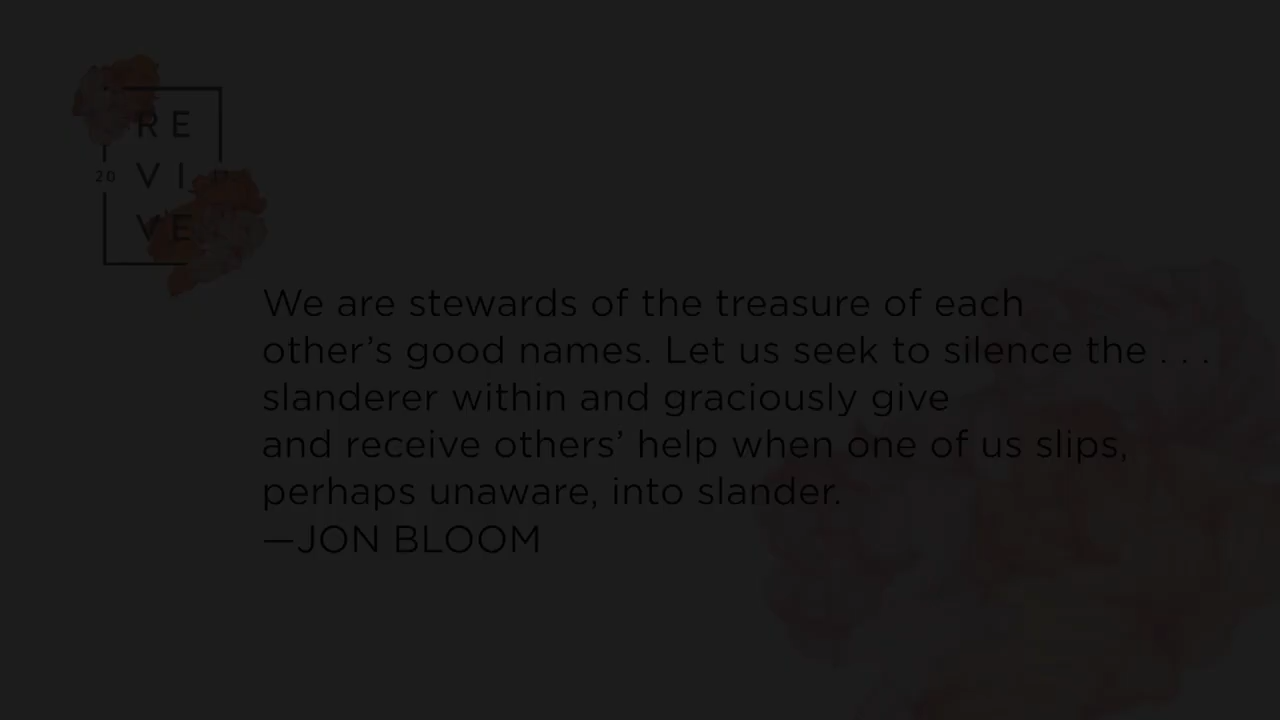 RE
20 VI 17
VE
We are stewards of the treasure of each
other’s good names. Let us seek to silence the . . .
slanderer within and graciously give
and receive others’ help when one of us slips,
perhaps unaware, into slander.
—JON BLOOM